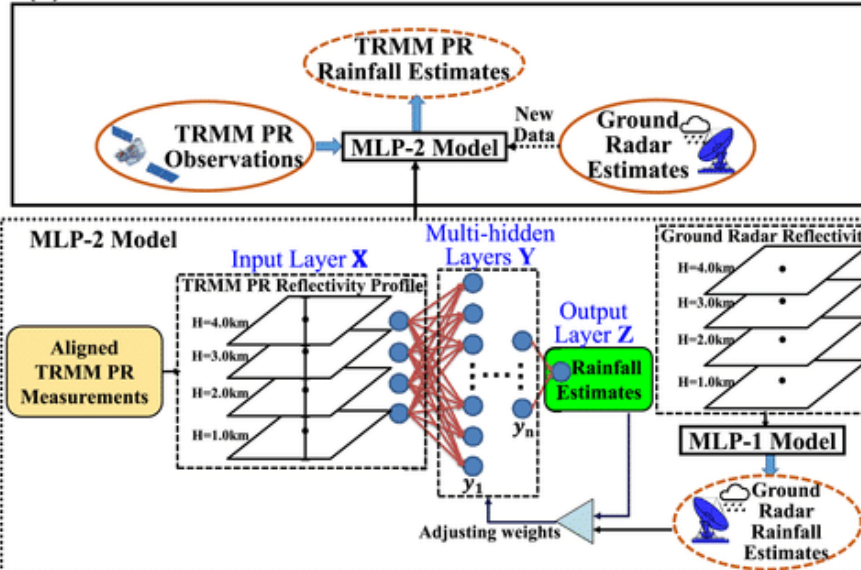 TRMM PR
Rainfall Estimates
TRMM PR
Observations
MLP-2 Model
New
Data
Ground
Radar
Estimates
MLP-2 Model
Input Layer X
Multi-hidden
Layers Y
Output
Layer Z
Ground Radar Reflectivit
TRMM PR Reflectivity Profile
H=4.0km
H=3.0km
H=2.0km
H=1.0km
Aligned
TRMM PR
Measurements
y1
yn
Rainfall
Estimates
H=4.0km
H=3.0km
H=2.0km
H=1.0km
MLP-1 Model
Adjusting weights
Ground
Radar
Rainfall
Estimates